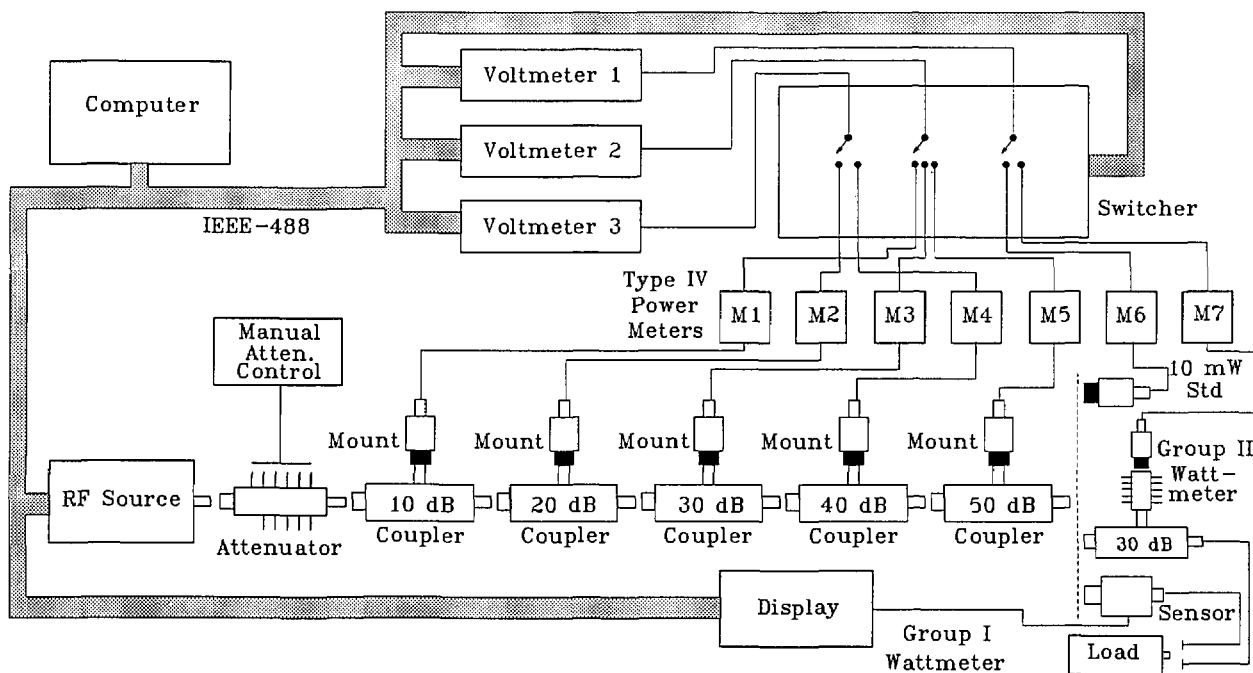 Computer
Voltmeter 1
Voltmeter 2
Voltmeter 3
IEEE-488
Switcher
Type IV
Power
Meters
M1
M2
M3
M4
M5
M6
M7
Manual
Atten.
Control
10 mW
Std
Mount
Mount
Mount
Mount
Mount
Group II
Watt-
meter
RF Source
Attenuator
10 dB
Coupler
20 dB
Coupler
30 dB
Coupler
40 dB
Coupler
50 dB
Coupler
30 dB
Display
Sensor
Group I
Wattmeter
Load